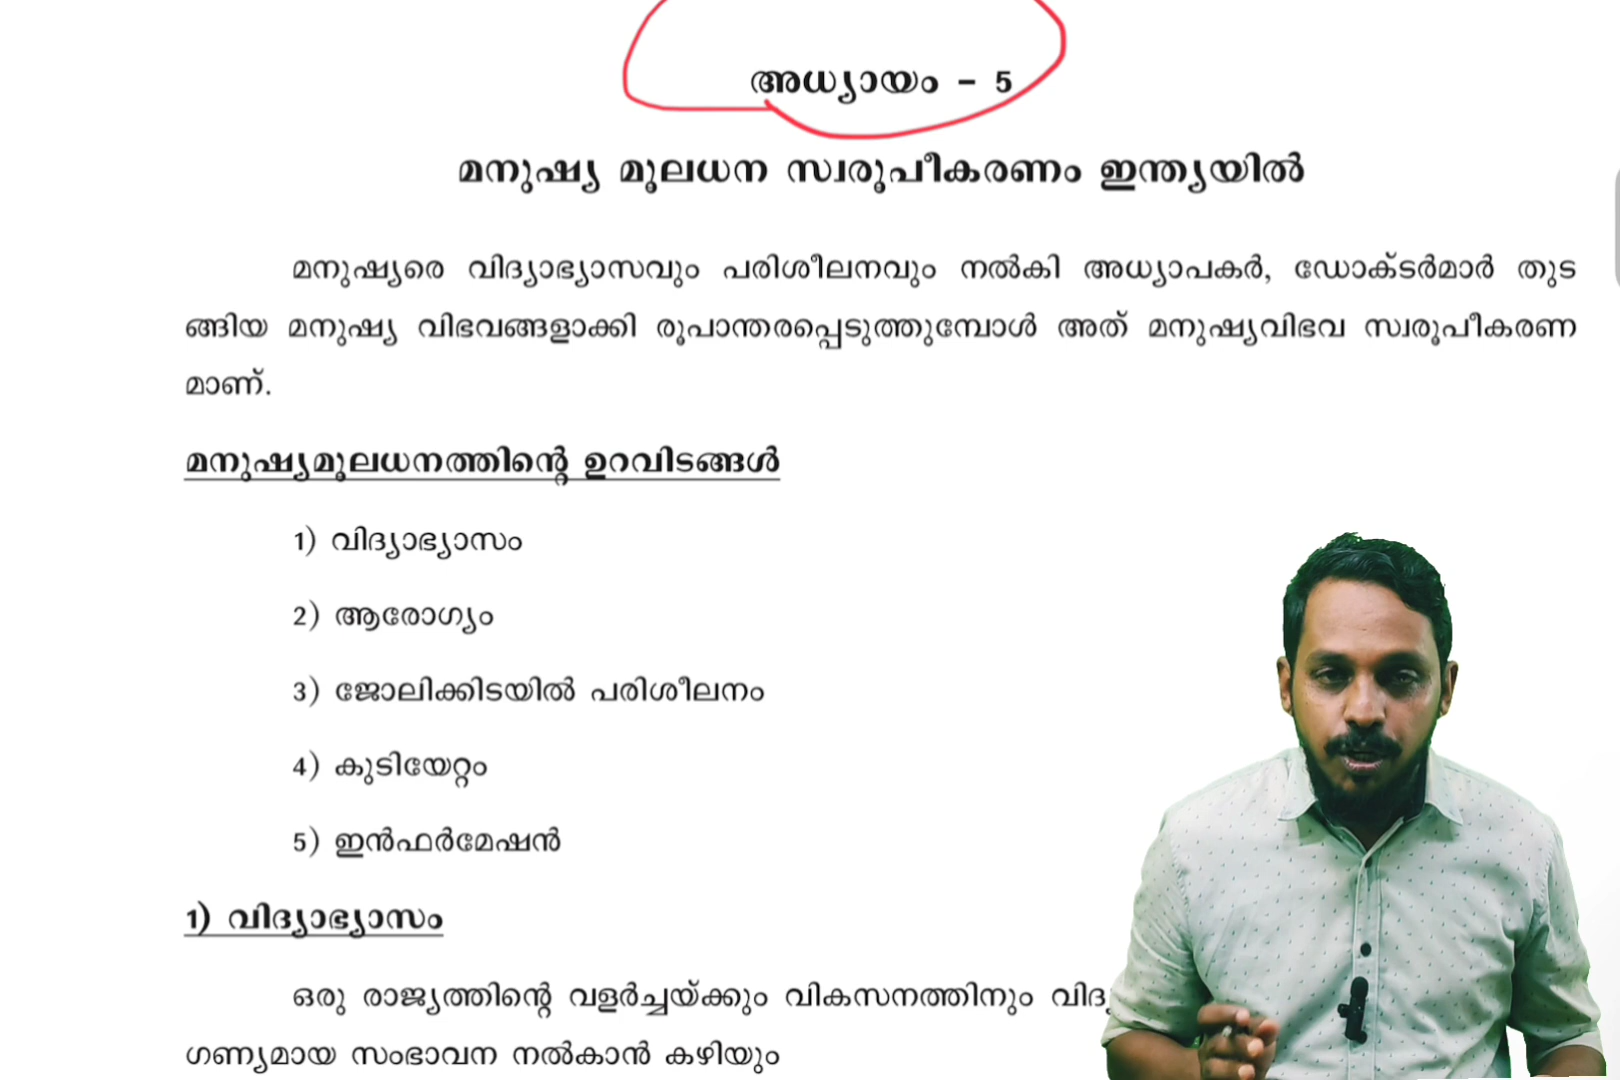 അധ്യായം - 5
മനുഷ്യ മൂലധന സ്വരൂപീകരണം ഇന്ത്യയിൽ
മനുഷ്യരെ വിദ്യാഭ്യാസവും പരിശീലനവും നൽകി അധ്യാപകർ, ഡോക്ടർമാർ തുട
ങ്ങിയ മനുഷ്യ വിഭവങ്ങളാക്കി രൂപാന്തരപ്പെടുത്തുമ്പോൾ അത് മനുഷ്യവിഭവ സ്വരൂപീകരണ
മാണ്.
മനുഷ്യമൂലധനത്തിന്റെ ഉറവിടങ്ങൾ
1) വിദ്യാഭ്യാസം
2) ആരോഗ്യം
3) ജോലിക്കിടയിൽ പരിശീലനം
4) കുടിയേറ്റം
5) ഇൻഫർമേഷൻ
1) വിദ്യാഭ്യാസം
ഒരു രാജ്യത്തിന്റെ വളർച്ചയ്ക്കും വികസനത്തിനും
ഗണ്യമായ സംഭാവന നൽകാൻ കഴിയും